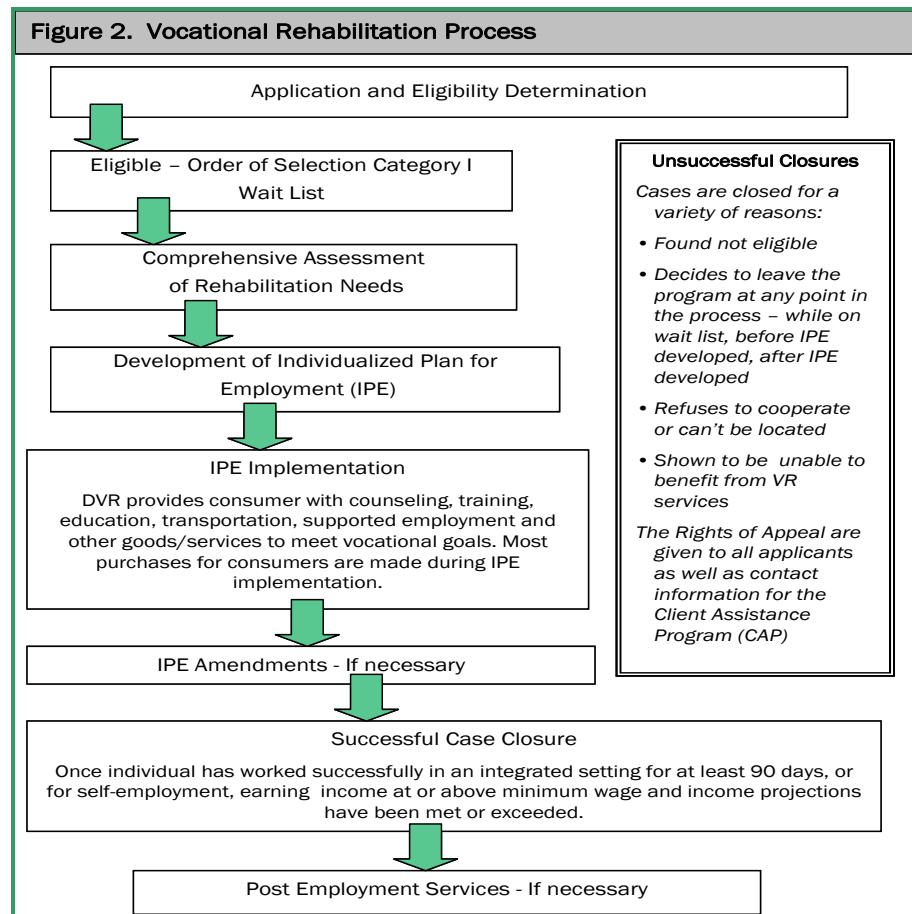 Figure 2.  Vocational Rehabilitation Process
Application and Eligibility Determination
Eligible – Order of Selection Category I
Wait List
Comprehensive Assessment
of Rehabilitation Needs
Development of Individualized Plan for
Employment (IPE)
IPE Implementation
DVR provides consumer with counseling, training,
education, transportation, supported employment and
other goods/services to meet vocational goals. Most
purchases for consumers are made during IPE
implementation.
IPE Amendments - If necessary
Successful Case Closure
Once individual has worked successfully in an integrated setting for at least 90 days, or
for self-employment, earning  income at or above minimum wage and income projections
have been met or exceeded.
Post Employment Services - If necessary
Unsuccessful Closures
Cases are closed for a
variety of reasons:
• Found not eligible
• Decides to leave the
program at any point in
the process – while on
wait list, before IPE
developed, after IPE
developed
• Refuses to cooperate
or can't be located
• Shown to be  unable to
benefit from VR
services
The Rights of Appeal are
given to all applicants
as well as contact
information for the
Client Assistance
Program (CAP)